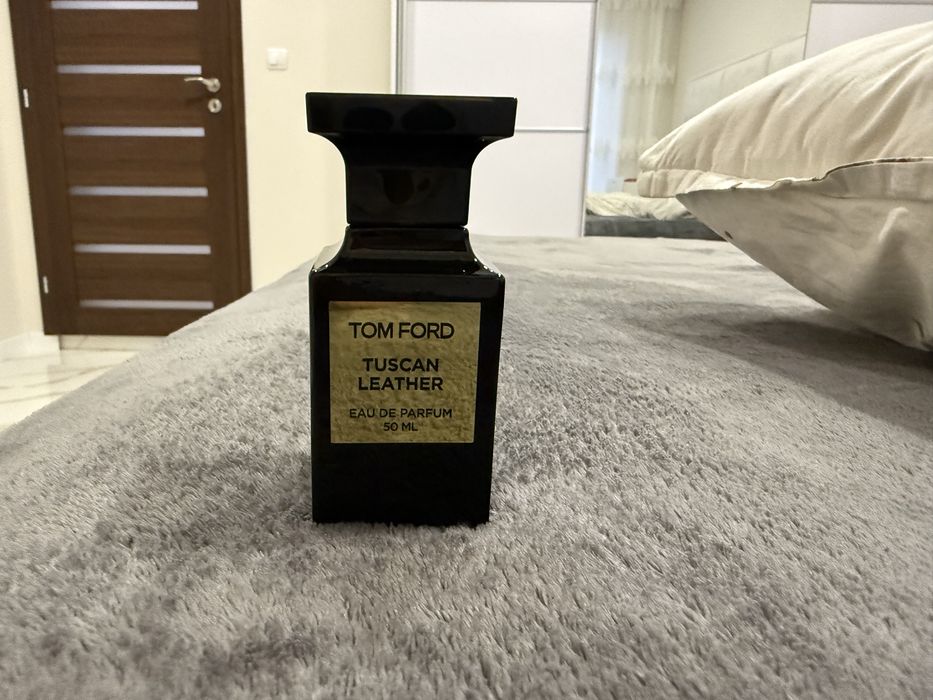 TOM FORD
TUSCAN
LEATHER
EAU DE PARFUM
50 ML